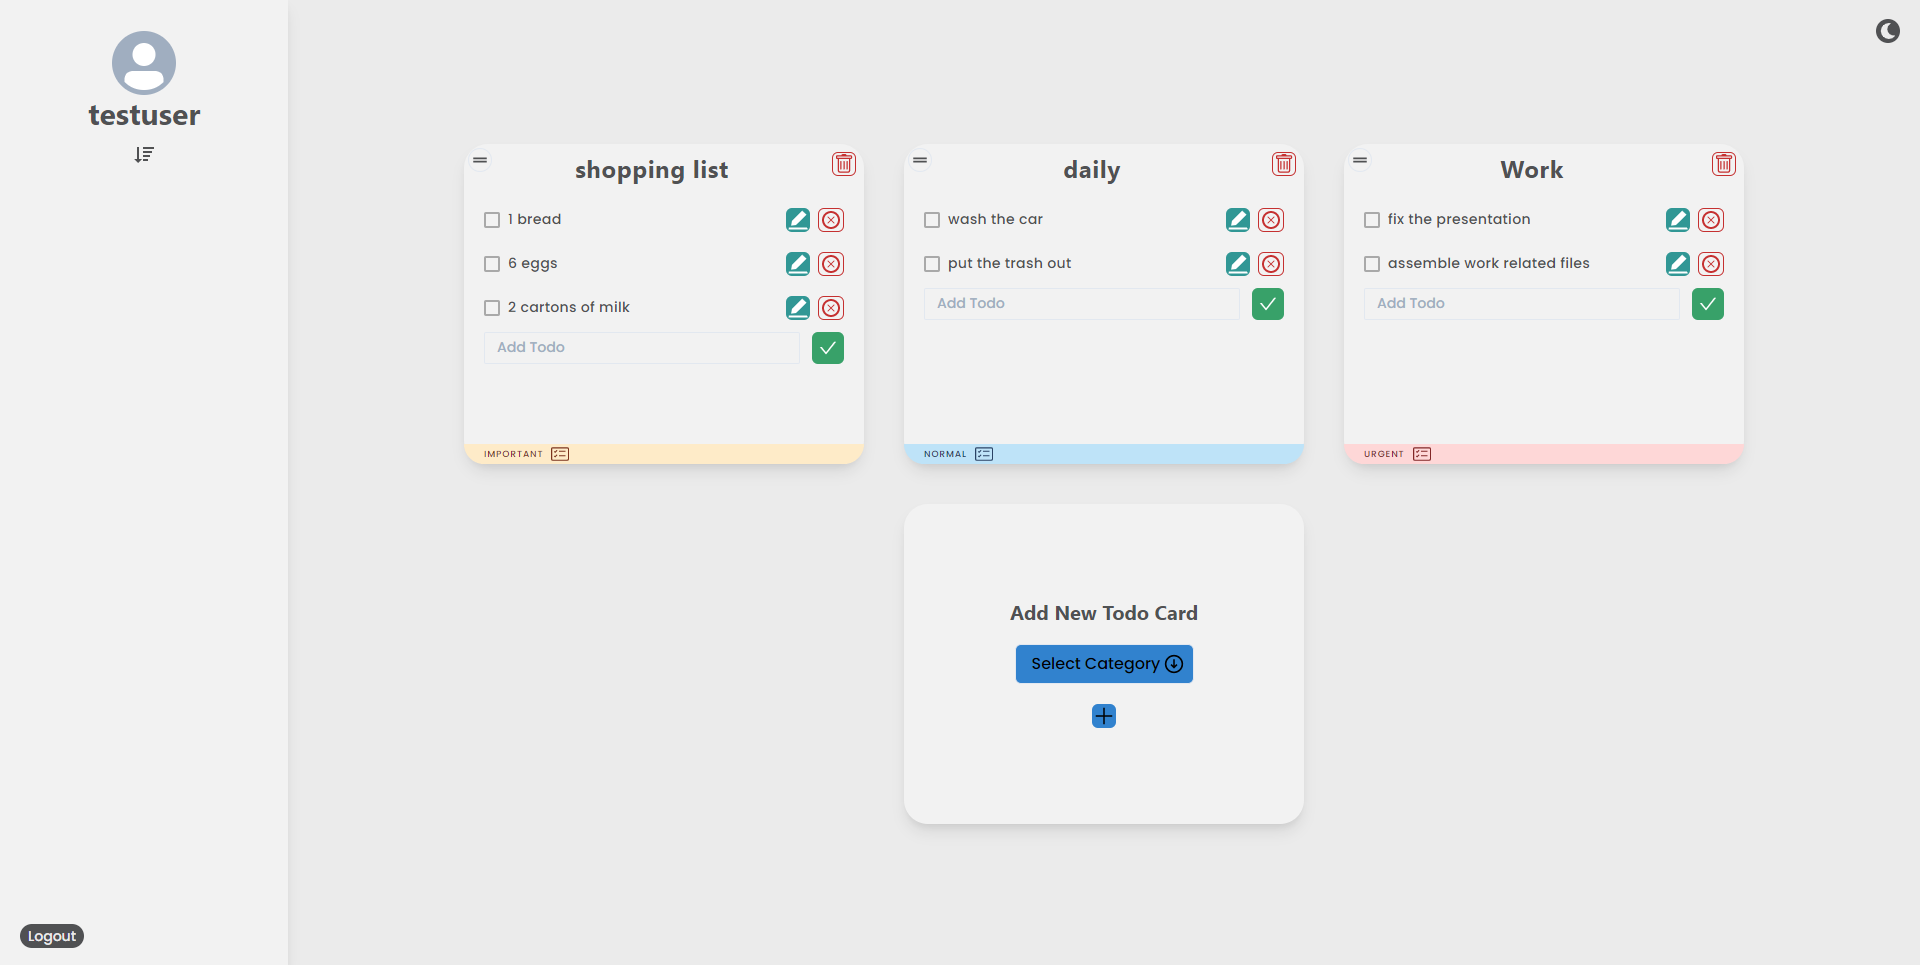 testuser
shopping list
1 bread
6 eggs
2 cartons of milk
Add Todo
IMPORTANT
daily
wash the car
put the trash out
Add Todo
NORMAL
Work
fix the presentation
assemble work related files
Add Todo
URGENT
Add New Todo Card
Select Category
Logout